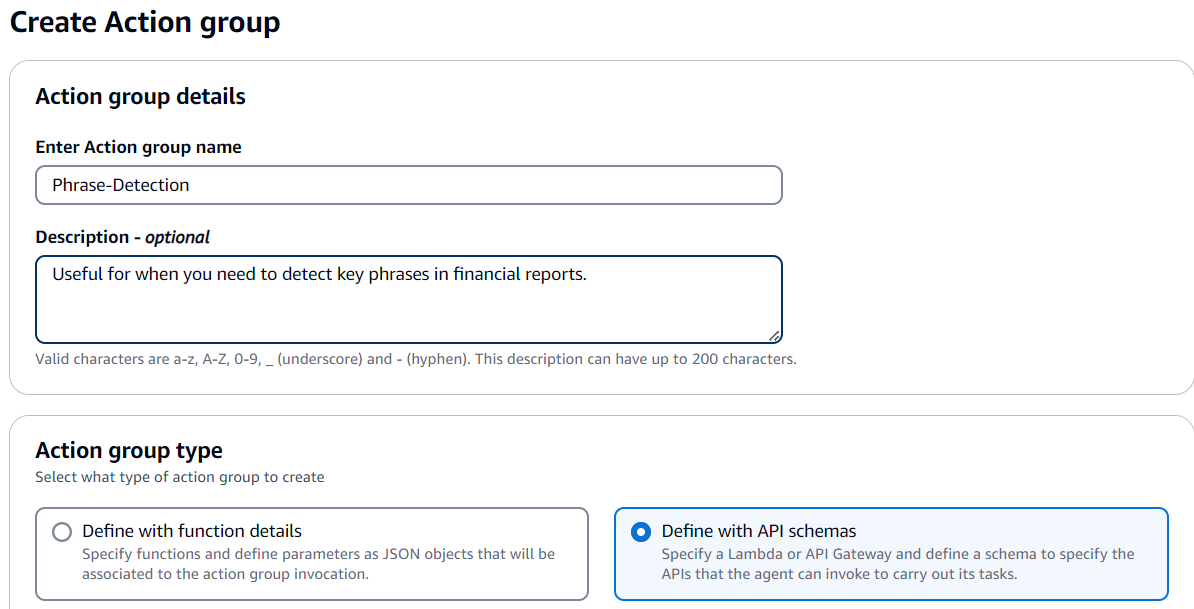 Create Action group
Action group details
Enter Action group name
Phrase-Detection
Description - optional
Useful for when you need to detect key phrases in financial reports.
Valid characters are a-z, A-Z, 0-9, _ (underscore) and - (hyphen). This description can have up to 200 characters.
Action group type
Select what type of action group to create
Define with function details
Specify functions and define parameters as JSON objects that will be
associated to the action group invocation.
Define with API schemas
Specify a Lambda or API Gateway and define a schema to specify the
APIs that the agent can invoke to carry out its tasks.